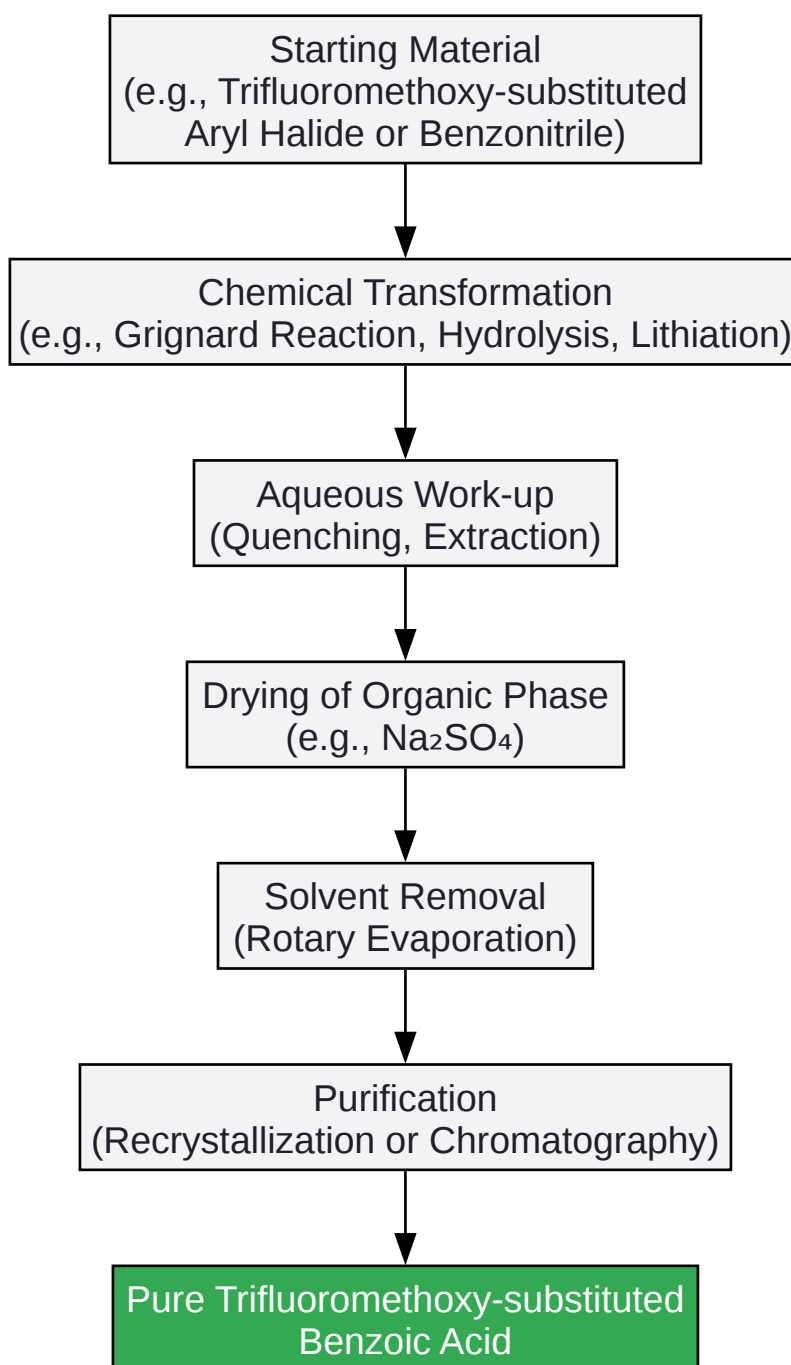 Starting Material
(e.g., Trifluoromethoxy-substituted
Aryl Halide or Benzonitrile)
Chemical Transformation
(e.g., Grignard Reaction, Hydrolysis, Lithiation)
Aqueous Work-up
(Quenching, Extraction)
Drying of Organic Phase
(e.g., Na₂SO₄)
Solvent Removal
(Rotary Evaporation)
Purification
(Recrystallization or Chromatography)
Pure Trifluoromethoxy-substituted
Benzoic Acid